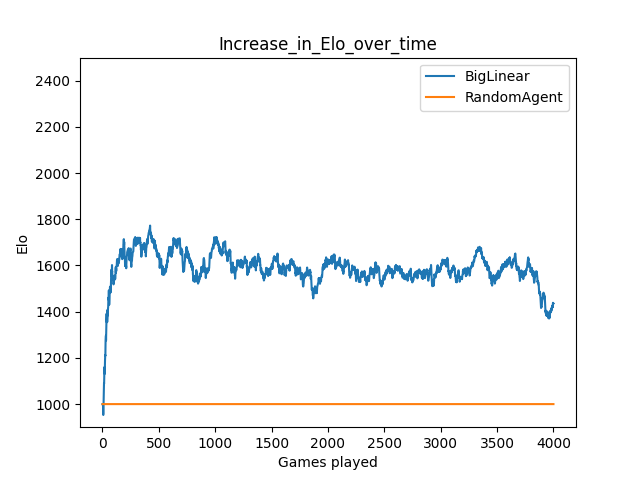 Increase_in_Elo_over_time
BigLinear
RandomAgent
2400
2200
2000
1800
1600
1400
1200
1000
Elo
0 500 1000 1500 2000 2500 3000 3500 4000
Games played